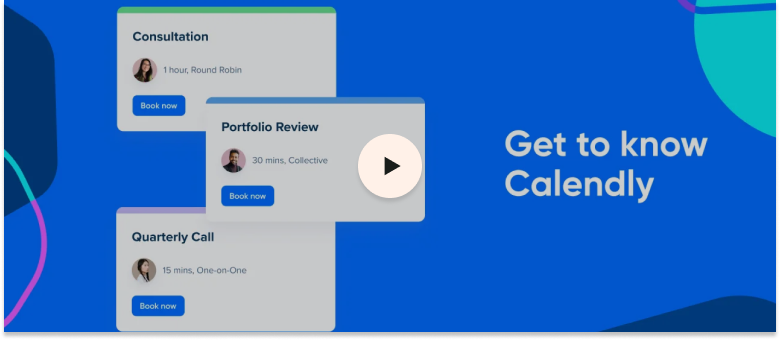 Consultation
1 hour, Round Robin
Book now
Portfolio Review
30 mins, Collective
Book now
Quarterly Call
15 mins, One-on-One
Book now
Get to know
Calendly